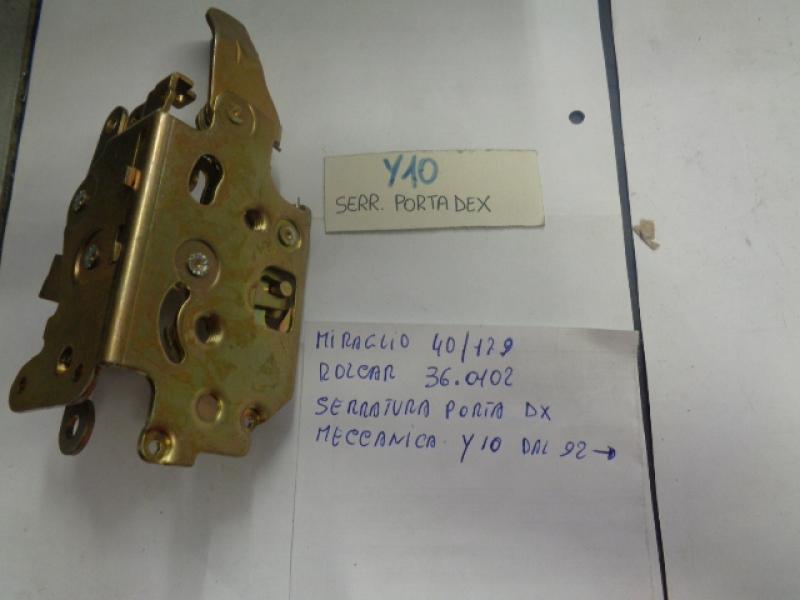 Y10
SERR. PORTA DEX
MIRAGLIO 40/129
ROLCAR 36.0102
SERRATURA PORTA DX
MECCANICA Y10 DAL 92 →